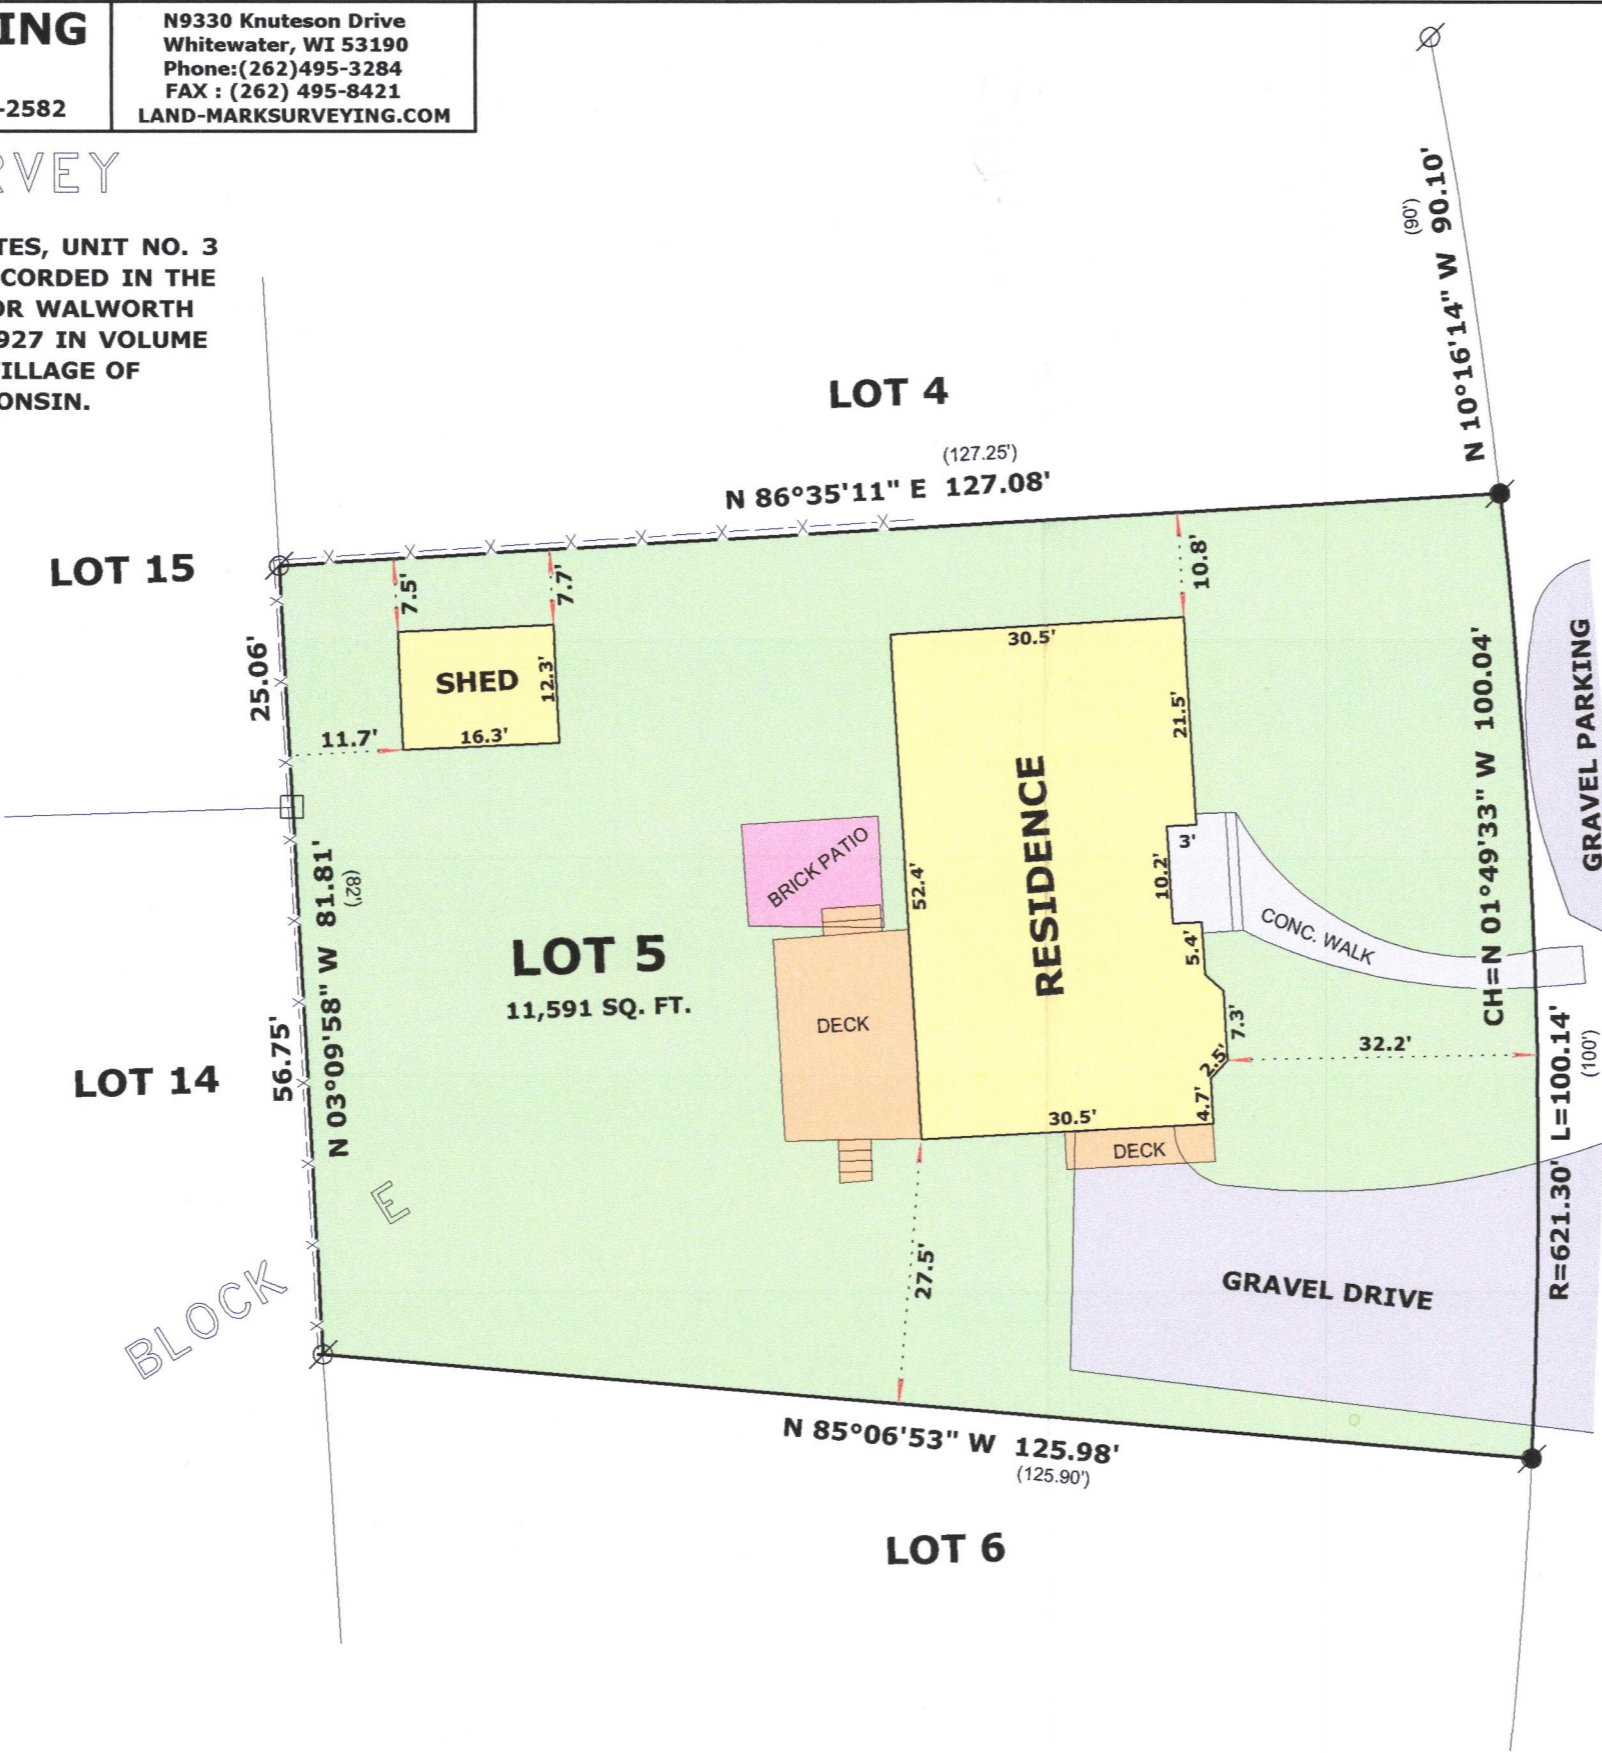 ING
-2582
N9330 Knuteson Drive
Whitewater, WI 53190
Phone:(262)495-3284
FAX : (262) 495-8421
LAND-MARKSURVEYING.COM
RVEY
TES, UNIT NO. 3
CORDED IN THE
OR WALWORTH
927 IN VOLUME
ILLAGE OF
ONSIN.
(90')
N 10°16'14" W 90.10'
LOT 4
(127.25')
N 86°35'11" E 127.08'
LOT 15
7.5'
7.7'
10.8'
25.06'
SHED
12.3'
11.7'
16.3'
30.5'
21.5'
GRAVEL PARKING
CH=N 01°49'33" W 100.04'
RESIDENCE
BRICK PATIO
52.4'
3'
10.2'
5.4'
CONC. WALK
N 03°09'58" W 81.81'
(82')
LOT 5
11,591 SQ. FT.
DECK
7.3'
2.5'
4.7'
32.2'
LOT 14
56.75'
30.5'
DECK
R=621.30' L=100.14'
(100')
BLOCK E
27.5'
GRAVEL DRIVE
N 85°06'53" W 125.98'
(125.90')
LOT 6